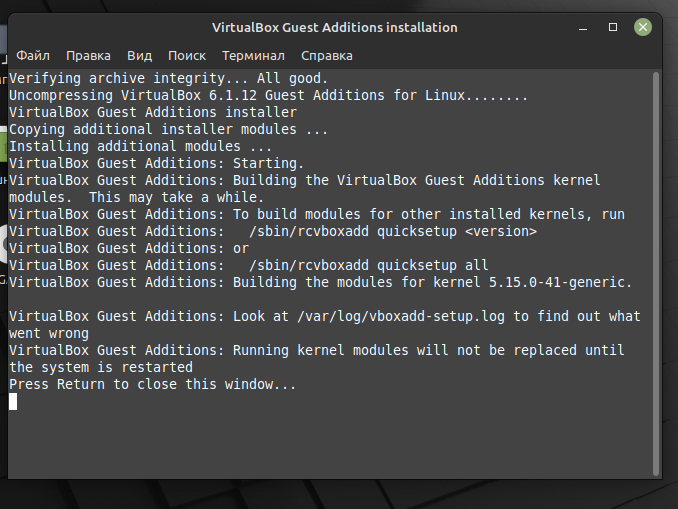 VirtualBox Guest Additions installation
Файл Правка Вид Поиск Терминал Справка
Verifying archive integrity... All good.
Uncompressing VirtualBox 6.1.12 Guest Additions for Linux........
VirtualBox Guest Additions installer
Copying additional installer modules ...
Installing additional modules ...
VirtualBox Guest Additions: Starting.
VirtualBox Guest Additions: Building the VirtualBox Guest Additions kernel
modules.  This may take a while.
VirtualBox Guest Additions: To build modules for other installed kernels, run
VirtualBox Guest Additions:   /sbin/rcvboxadd quicksetup <version>
VirtualBox Guest Additions: or
VirtualBox Guest Additions:   /sbin/rcvboxadd quicksetup all
VirtualBox Guest Additions: Building the modules for kernel 5.15.0-41-generic.
VirtualBox Guest Additions: Look at /var/log/vboxadd-setup.log to find out what
went wrong
VirtualBox Guest Additions: Running kernel modules will not be replaced until
the system is restarted
Press Return to close this window...